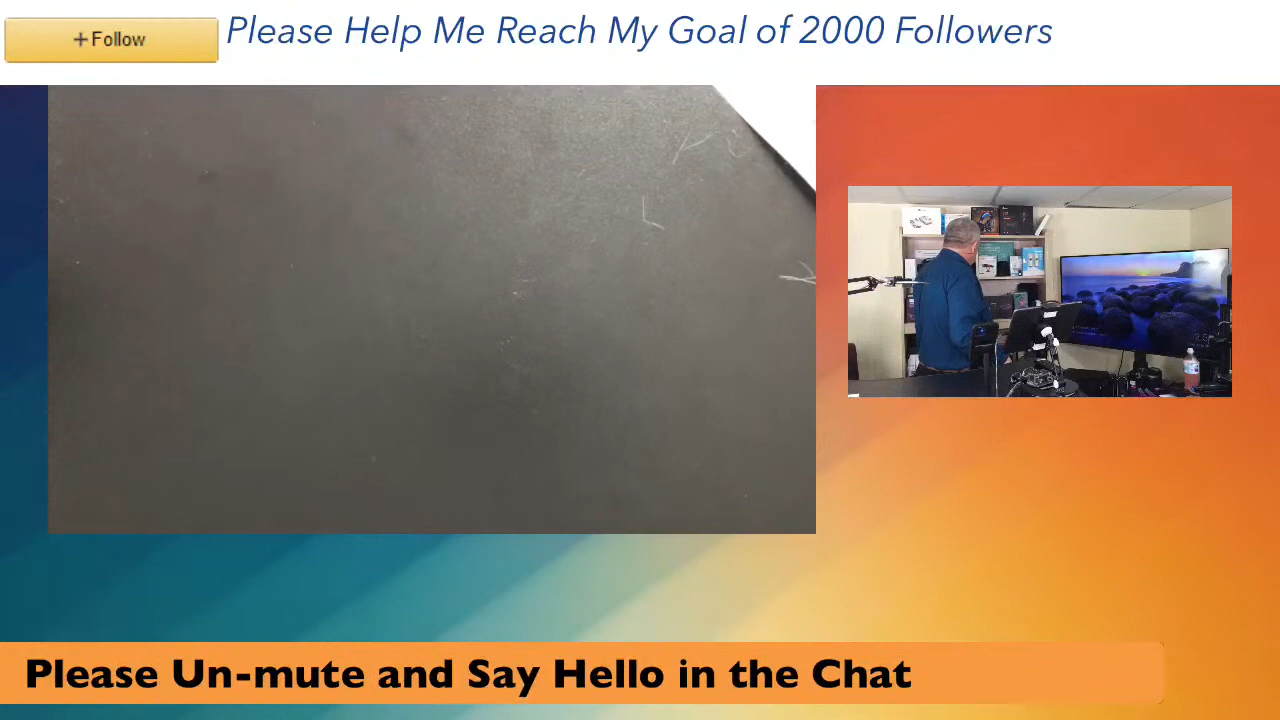 +Follow
Please Help Me Reach My Goal of 2000 Followers
Please Un-mute and Say Hello in the Chat